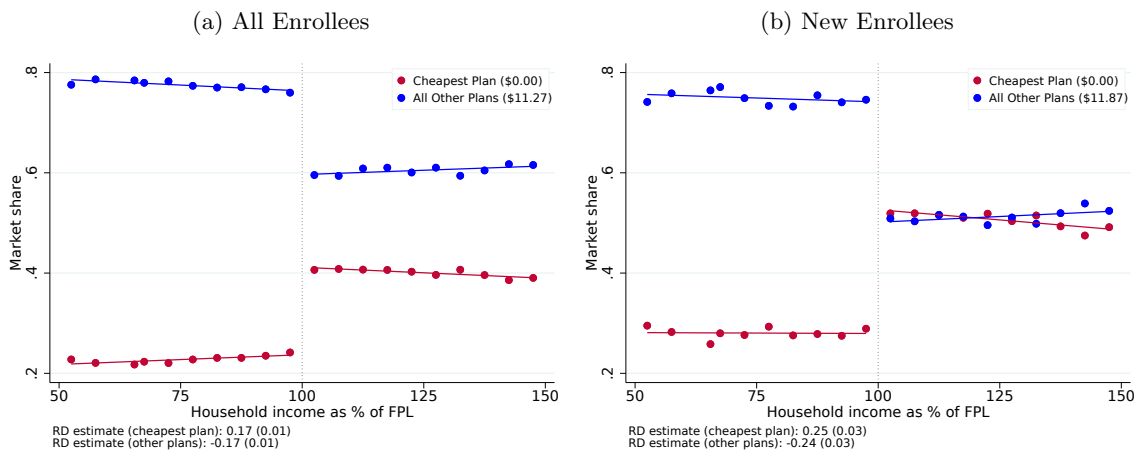 (a) All Enrollees
.8
.6
.4
.2
Market share
Cheapest Plan ($0.00)
All Other Plans ($11.27)
50
75
100
125
150
Household income as % of FPL
RD estimate (cheapest plan): 0.17 (0.01)
RD estimate (other plans): -0.17 (0.01)
(b) New Enrollees
.8
.6
.4
.2
Market share
Cheapest Plan ($0.00)
All Other Plans ($11.87)
50
75
100
125
150
Household income as % of FPL
RD estimate (cheapest plan): 0.25 (0.03)
RD estimate (other plans): -0.24 (0.03)